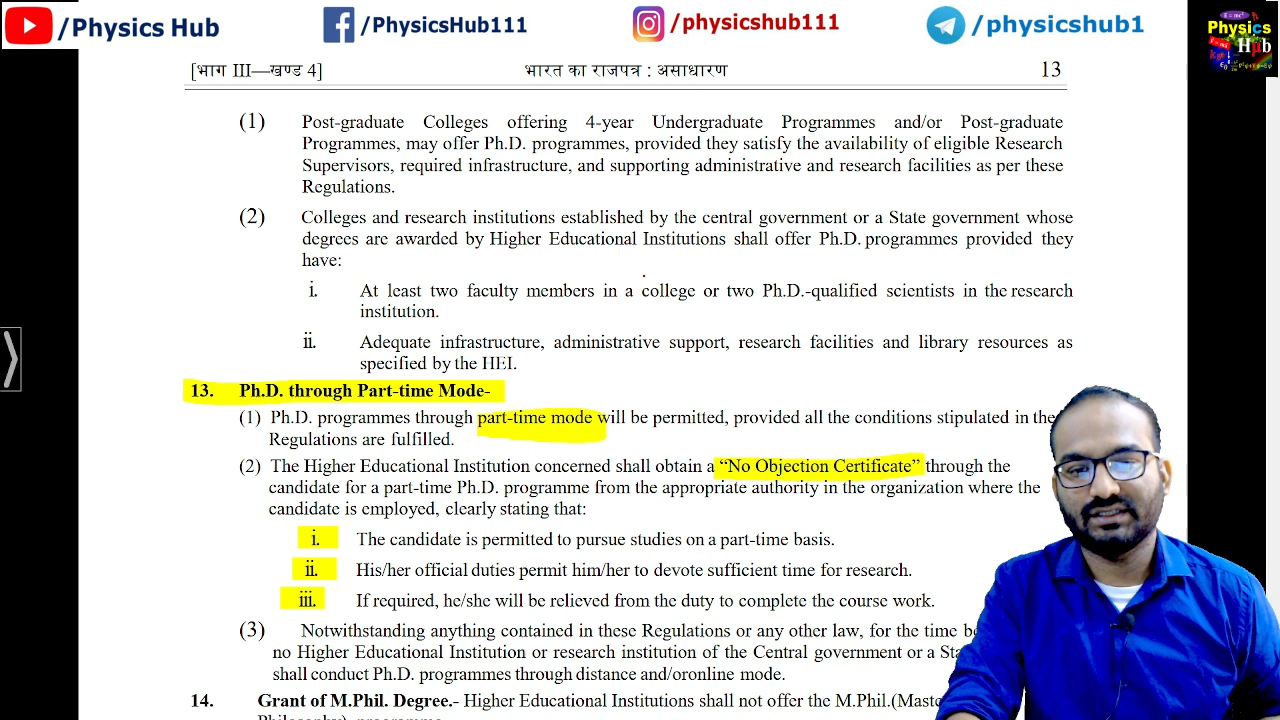 /Physics Hub /PhysicsHub111 /physicshub111 /physicshub1
Physics
Hub
[भाग III—खण्ड 4] भारत का राजपत्र : असाधारण 13
(1) Post-graduate Colleges offering 4-year Undergraduate Programmes and/or Post-graduate
Programmes, may offer Ph.D. programmes, provided they satisfy the availability of eligible Research
Supervisors, required infrastructure, and supporting administrative and research facilities as per these
Regulations.
(2) Colleges and research institutions established by the central government or a State government whose
degrees are awarded by Higher Educational Institutions shall offer Ph.D. programmes provided they
have:
i. At least two faculty members in a college or two Ph.D.-qualified scientists in the research
institution.
ii. Adequate infrastructure, administrative support, research facilities and library resources as
specified by the HEI.
13. Ph.D. through Part-time Mode-
(1) Ph.D. programmes through part-time mode will be permitted, provided all the conditions stipulated in the
Regulations are fulfilled.
(2) The Higher Educational Institution concerned shall obtain a “No Objection Certificate” through the
candidate for a part-time Ph.D. programme from the appropriate authority in the organization where the
candidate is employed, clearly stating that:
i. The candidate is permitted to pursue studies on a part-time basis.
ii. His/her official duties permit him/her to devote sufficient time for research.
iii. If required, he/she will be relieved from the duty to complete the course work.
(3) Notwithstanding anything contained in these Regulations or any other law, for the time
no Higher Educational Institution or research institution of the Central government or a
shall conduct Ph.D. programmes through distance and/oronline mode.
14. Grant of M.Phil. Degree.- Higher Educational Institutions shall not offer the M.Phil.